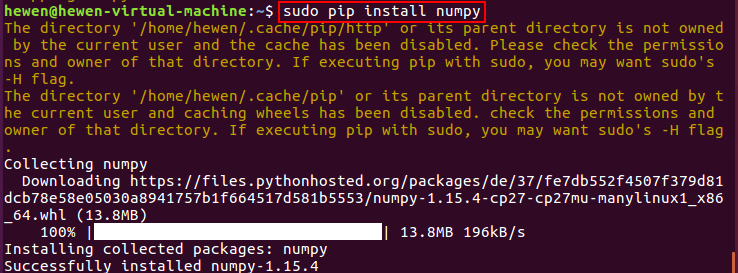 hewen@hewen-virtual-machine:~$ sudo pip install numpy
The directory '/home/hewen/.cache/pip/http' or its parent directory is not owned
 by the current user and the cache has been disabled. Please check the permissio
ns and owner of that directory. If executing pip with sudo, you may want sudo's
-H flag.
The directory '/home/hewen/.cache/pip' or its parent directory is not owned by t
he current user and caching wheels has been disabled. check the permissions and
owner of that directory. If executing pip with sudo, you may want sudo's -H flag
.
Collecting numpy
  Downloading https://files.pythonhosted.org/packages/de/37/fe7db552f4507f379d81
dcb78e58e05030a8941757b1f664517d581b5553/numpy-1.15.4-cp27-cp27mu-manylinux1_x86
_64.whl (13.8MB)
    100% |████████████████████████████████| 13.8MB 196kB/s
Installing collected packages: numpy
Successfully installed numpy-1.15.4